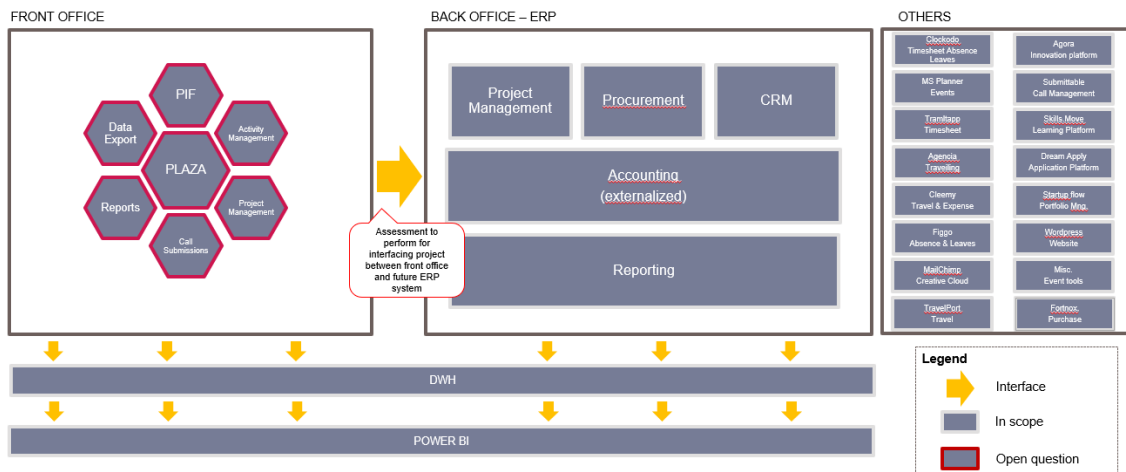 FRONT OFFICE
PIF
Data
Export
Activity
Management
PLAZA
Reports
Project
Management
Call
Submissions
BACK OFFICE – ERP
Project
Management
Procurement
CRM
Accounting
(externalized)
Reporting
Assessment to
perform for
interfacing project
between front office
and future ERP
system
OTHERS
Clockodo
Timesheet Absence
Leaves
Agora
Innovation platform
MS Planner
Events
Submittable
Call Management
Tramitapp
Timesheet
Skills Move
Learning Platform
Agencia
Travelling
Dream Apply
Application Platform
Cleemy
Travel & Expense
Startup flow
Portfolio Mng.
Figgo
Absence & Leaves
Wordpress
Website
MailChimp
Creative Cloud
Misc.
Event tools
TravelPort
Travel
Fortnox
Purchase
DWH
POWER BI
Legend
Interface
In scope
Open question